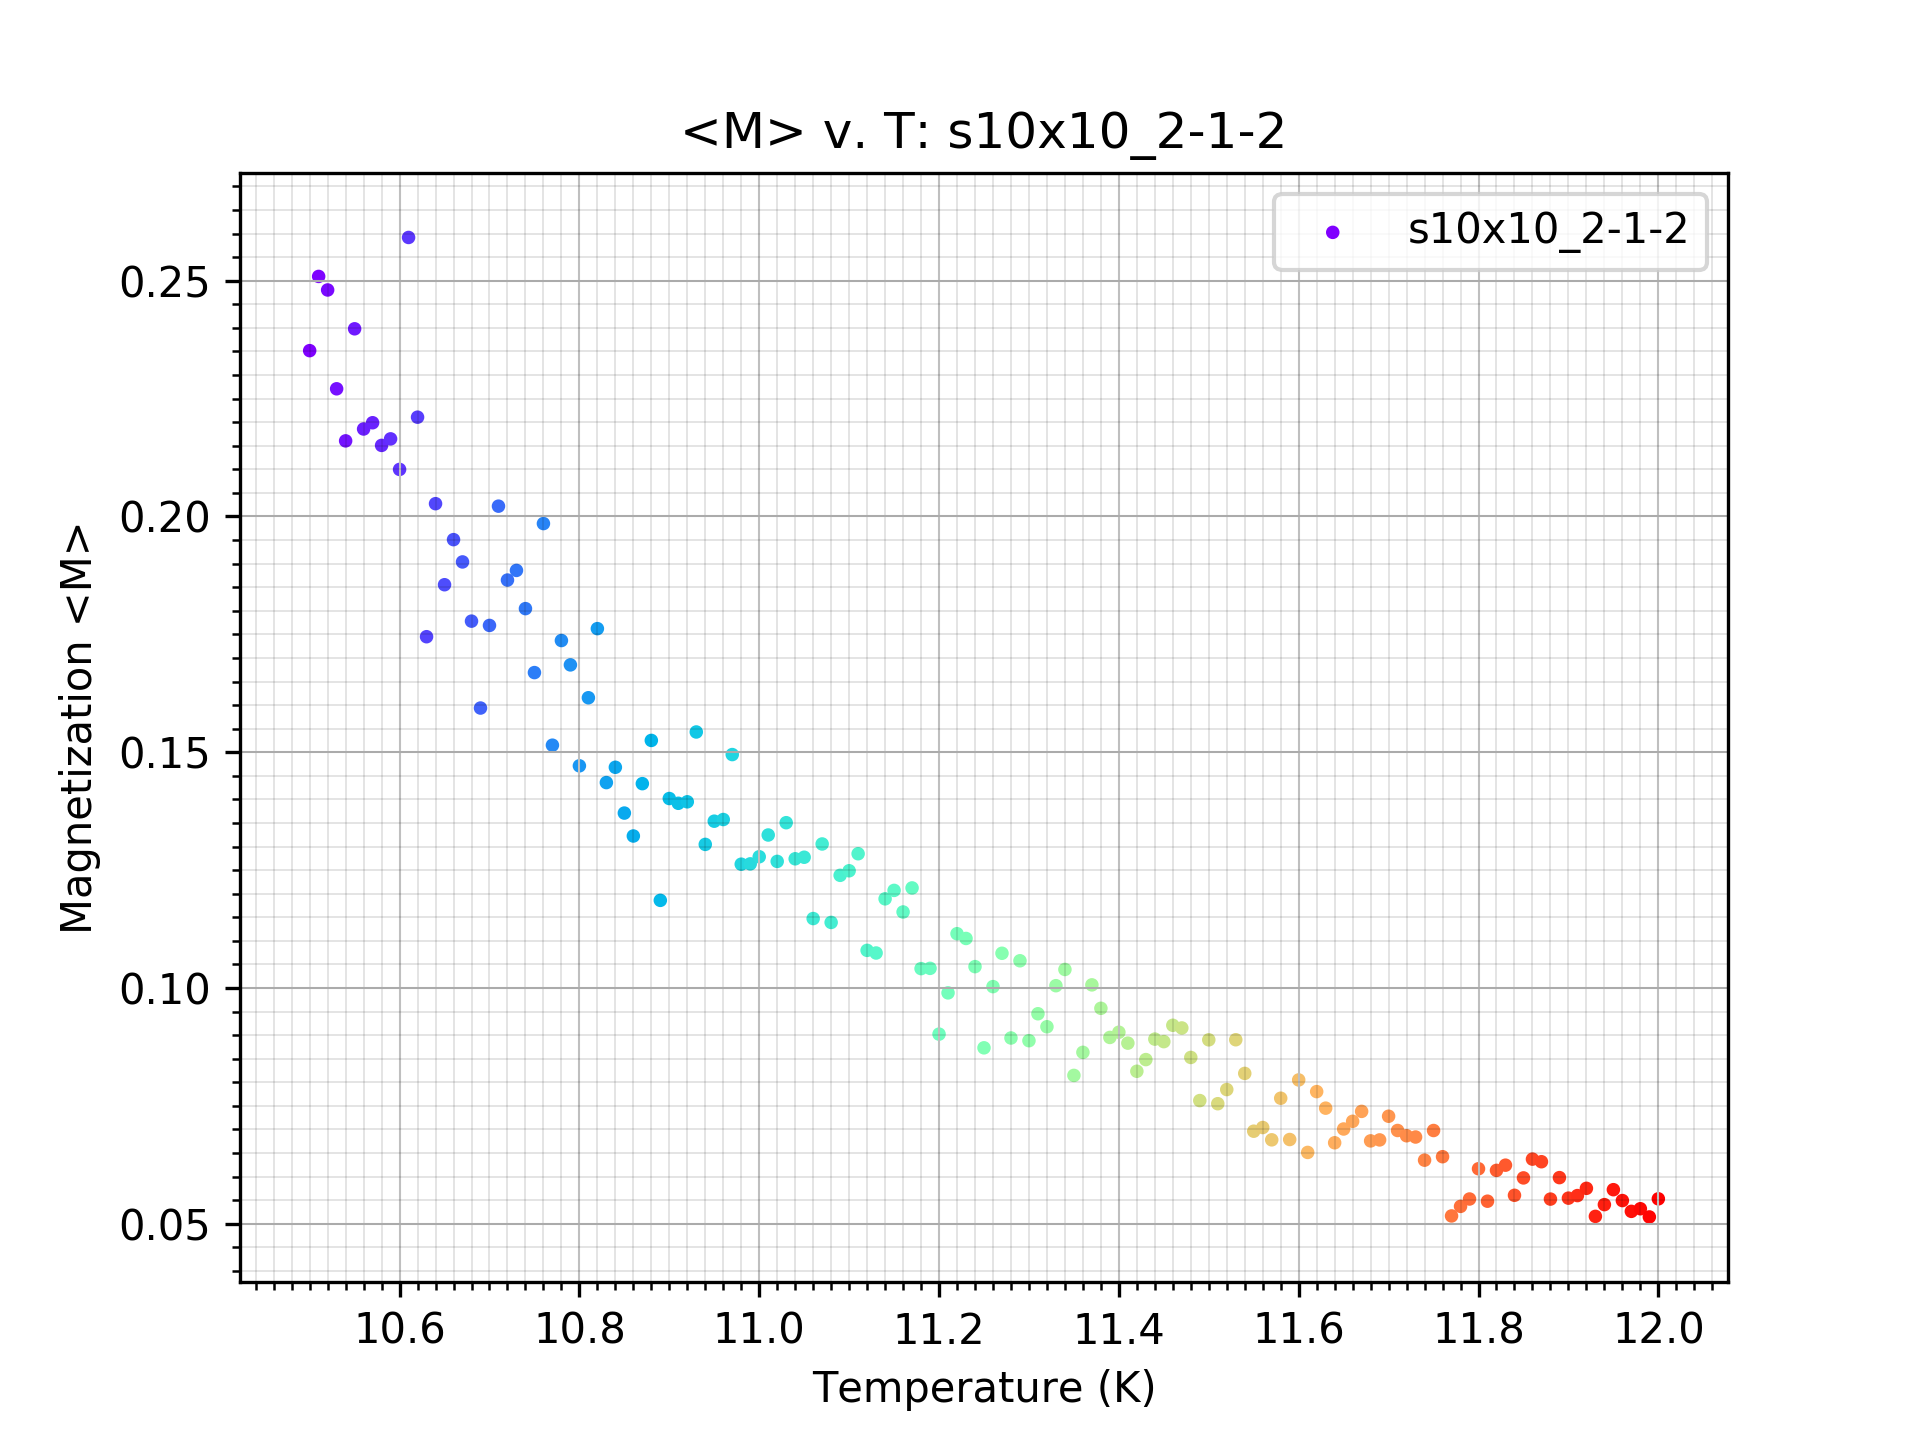 <M> v. T: s10x10_2-1-2
s10x10_2-1-2
Magnetization <M>
0.25
0.20
0.15
0.10
0.05
10.6 10.8 11.0 11.2 11.4 11.6 11.8 12.0
Temperature (K)